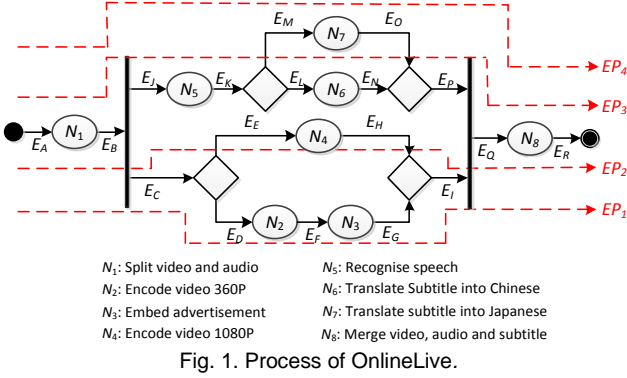 E_M E_O
N_7
EP_4
E_J E_K E_L E_N E_P
N_5 N_6
EP_3
E_E E_H
N_1 N_4 N_8
E_A E_B E_Q E_R
EP_2
E_C E_I
N_2 N_3
EP_1
E_D E_F E_G
N_1: Split video and audio
N_2: Encode video 360P
N_3: Embed advertisement
N_4: Encode video 1080P
N_5: Recognise speech
N_6: Translate Subtitle into Chinese
N_7: Translate subtitle into Japanese
N_8: Merge video, audio and subtitle
Fig. 1. Process of OnlineLive.